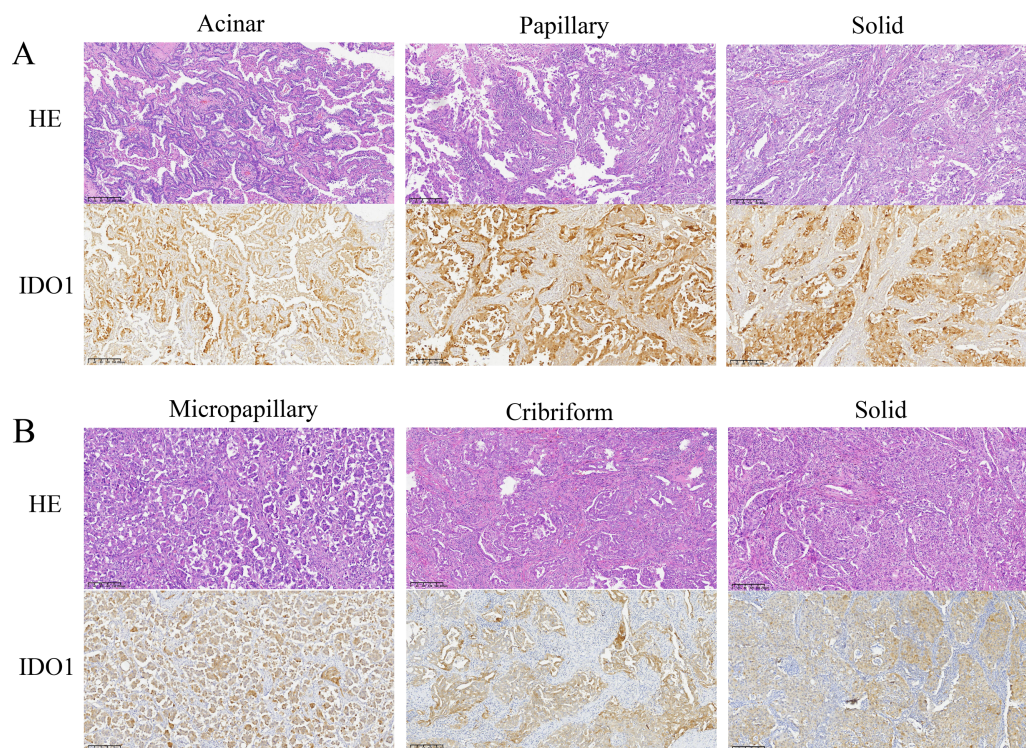 Acinar Papillary Solid
A
HE
IDO1
Micropapillary Cribriform Solid
B
HE
IDO1